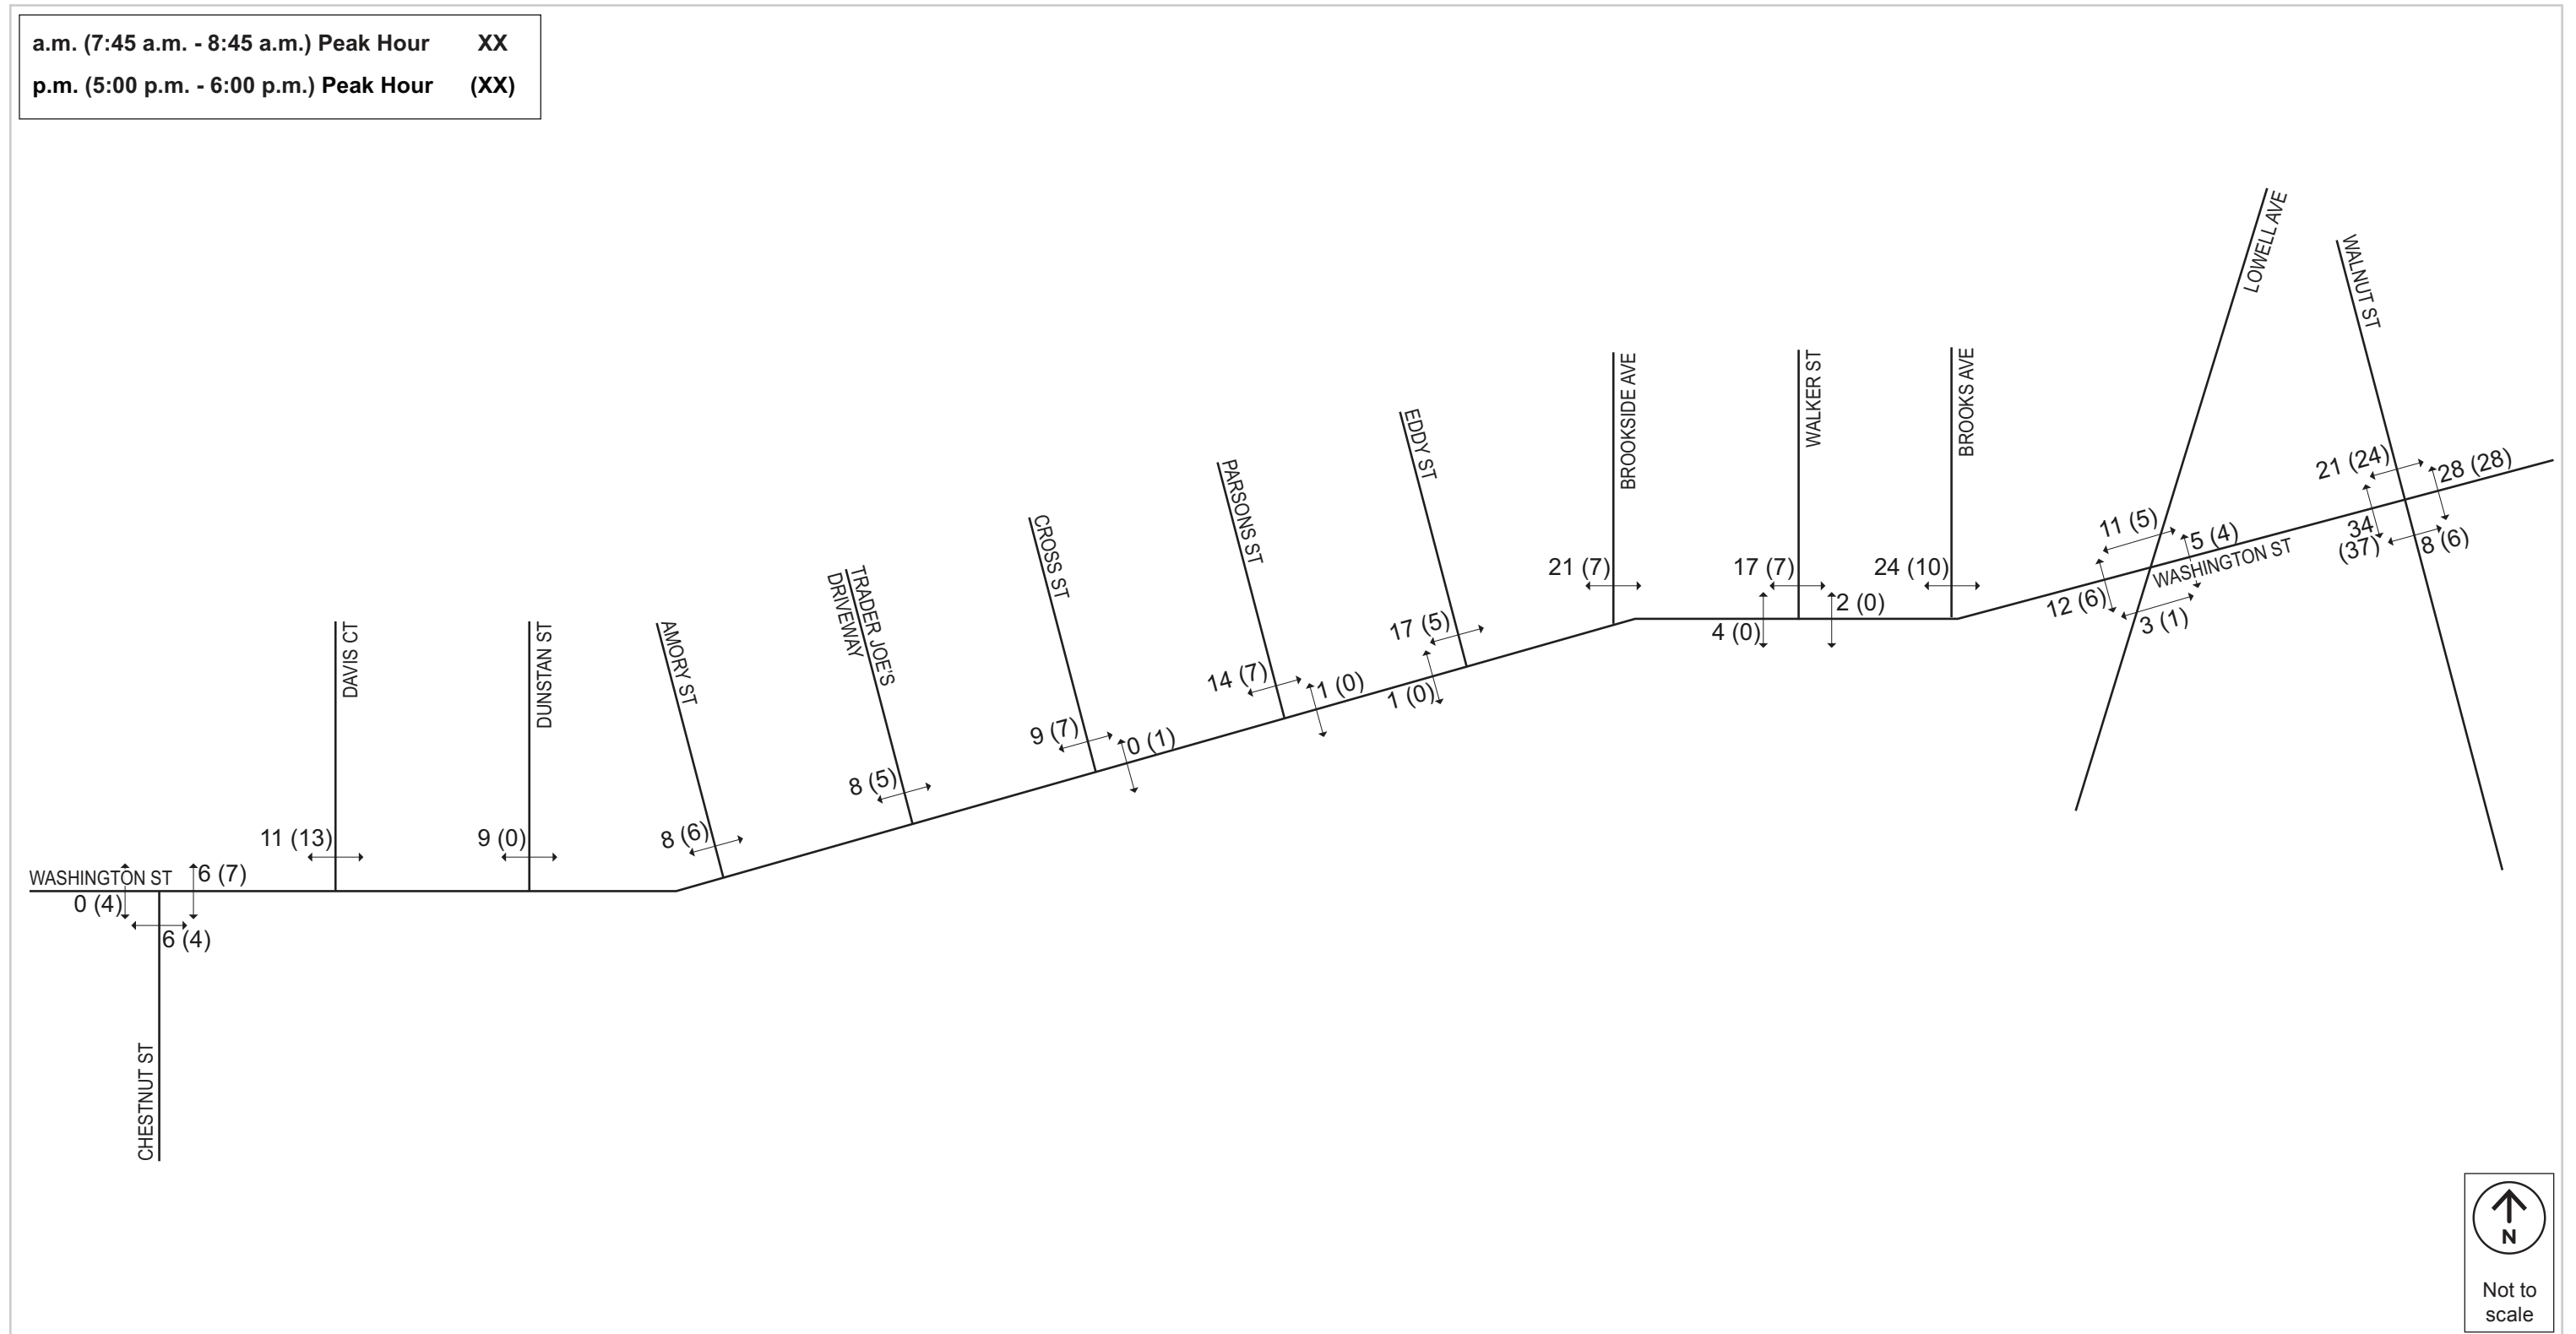 a.m. (7:45 a.m. - 8:45 a.m.) Peak Hour XX
p.m. (5:00 p.m. - 6:00 p.m.) Peak Hour (XX)
WASHINGTON ST
0 (4)
6 (7)
6 (4)
CHESTNUT ST
11 (13)
DAVIS CT
9 (0)
DUNSTAN ST
8 (6)
AMORY ST
8 (5)
TRADER JOE'S
DRIVEWAY
9 (7)
CROSS ST
0 (1)
14 (7)
PARSONS ST
1 (0)
17 (5)
EDDY ST
1 (0)
21 (7)
BROOKSIDE AVE
17 (7)
WALKER ST
4 (0)
2 (0)
24 (10)
BROOKS AVE
LOWELL AVE
11 (5)
5 (4)
WASHINGTON ST
12 (6)
3 (1)
WALNUT ST
21 (24)
28 (28)
34
(37)
8 (6)
N
Not to
scale